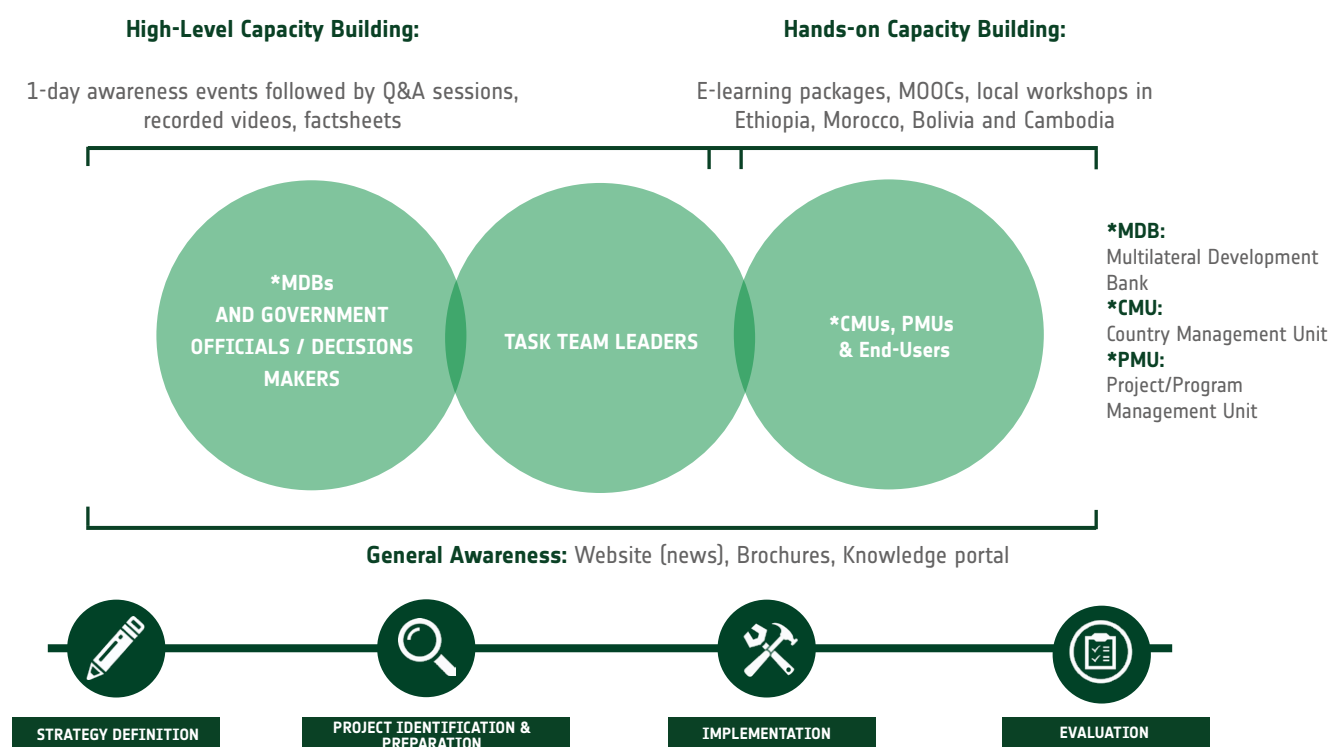 High-Level Capacity Building:
1-day awareness events followed by Q&A sessions,
recorded videos, factsheets
Hands-on Capacity Building:
E-learning packages, MOOCs, local workshops in
Ethiopia, Morocco, Bolivia and Cambodia
*MDBs
AND GOVERNMENT
OFFICIALS / DECISIONS
MAKERS
TASK TEAM LEADERS
*CMUs, PMUs
& End-Users
*MDB:
Multilateral Development
Bank
*CMU:
Country Management Unit
*PMU:
Project/Program
Management Unit
General Awareness: Website (news), Brochures, Knowledge portal
STRATEGY DEFINITION
PROJECT IDENTIFICATION &
PREPARATION
IMPLEMENTATION
EVALUATION